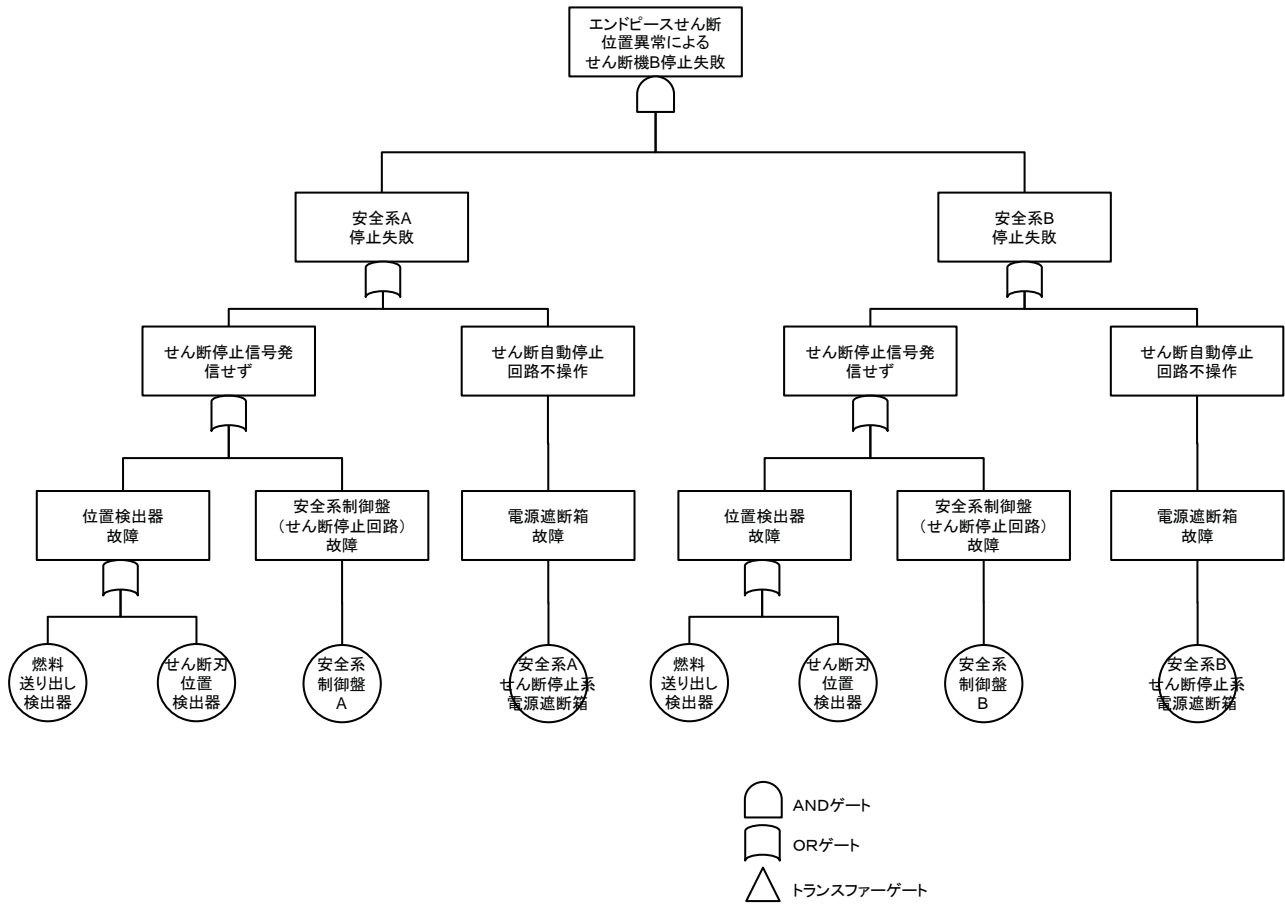 エンドピースせん断
位置異常による
せん断機B停止失敗
安全系A
停止失敗
安全系B
停止失敗
せん断停止信号発
信せず
せん断自動停止
回路不操作
せん断停止信号発
信せず
せん断自動停止
回路不操作
位置検出器
故障
安全系制御盤
（せん断停止回路）
故障
電源遮断箱
故障
位置検出器
故障
安全系制御盤
（せん断停止回路）
故障
電源遮断箱
故障
燃料
送り出し
検出器
せん断刃
位置
検出器
安全系
制御盤
A
安全系A
せん断停止系
電源遮断箱
燃料
送り出し
検出器
せん断刃
位置
検出器
安全系
制御盤
B
安全系B
せん断停止系
電源遮断箱
ANDゲート
ORゲート
トランスファーゲート